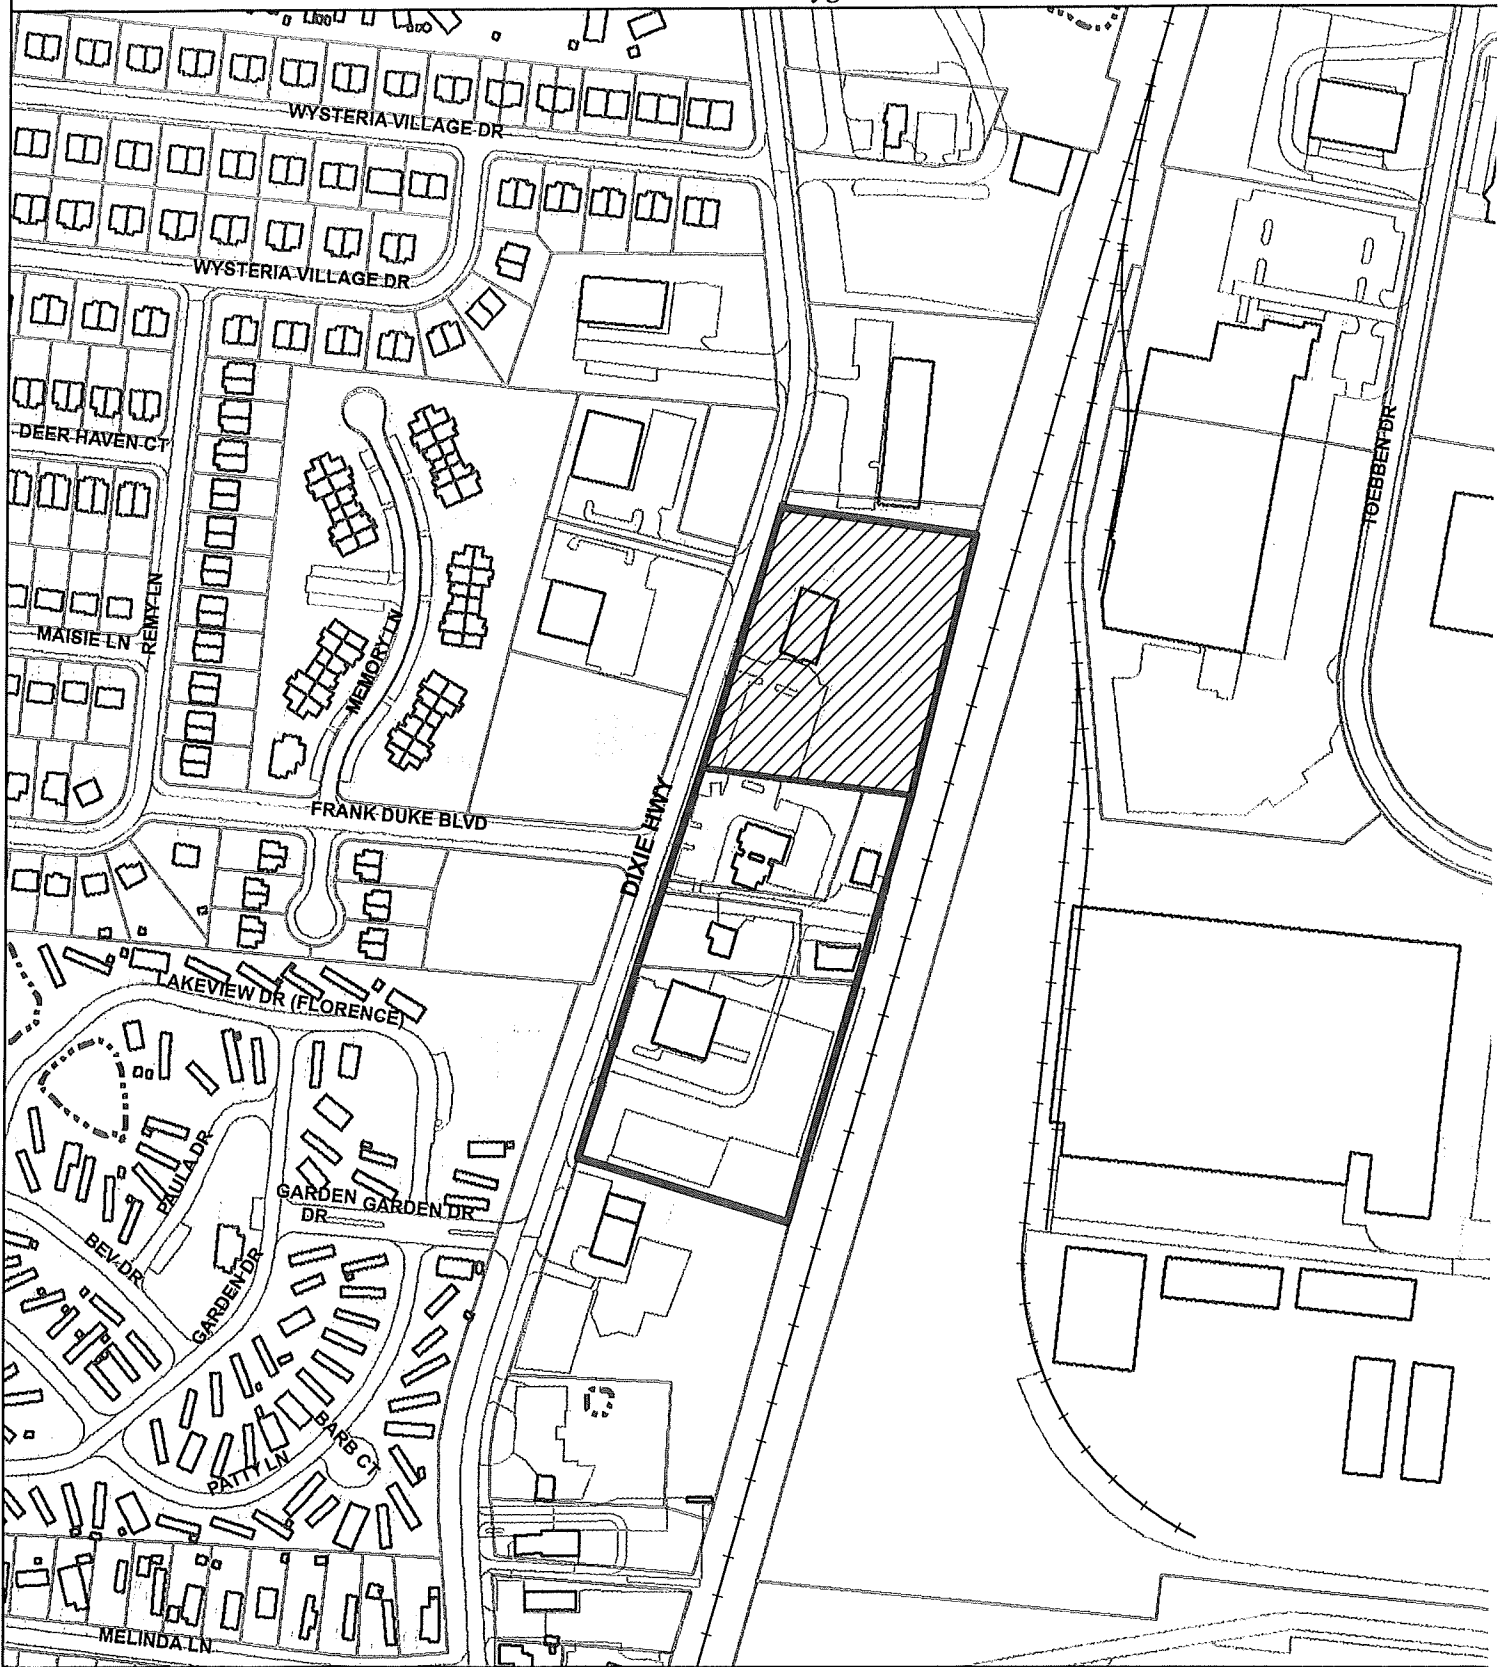 WYSTERIA VILLAGE DR
WYSTERIA VILLAGE DR
DEER HAVEN CT
TOEBBEN DR
REMY LN
MAISIE LN
MEMORY LN
FRANK DUKE BLVD
DIXIE HWY
LAKEVIEW DR (FLORENCE)
PAULA DR
GARDEN
DR
GARDEN DR
BEV DR
GARDEN DR
BARB CT
PATTY LN
MELINDA LN